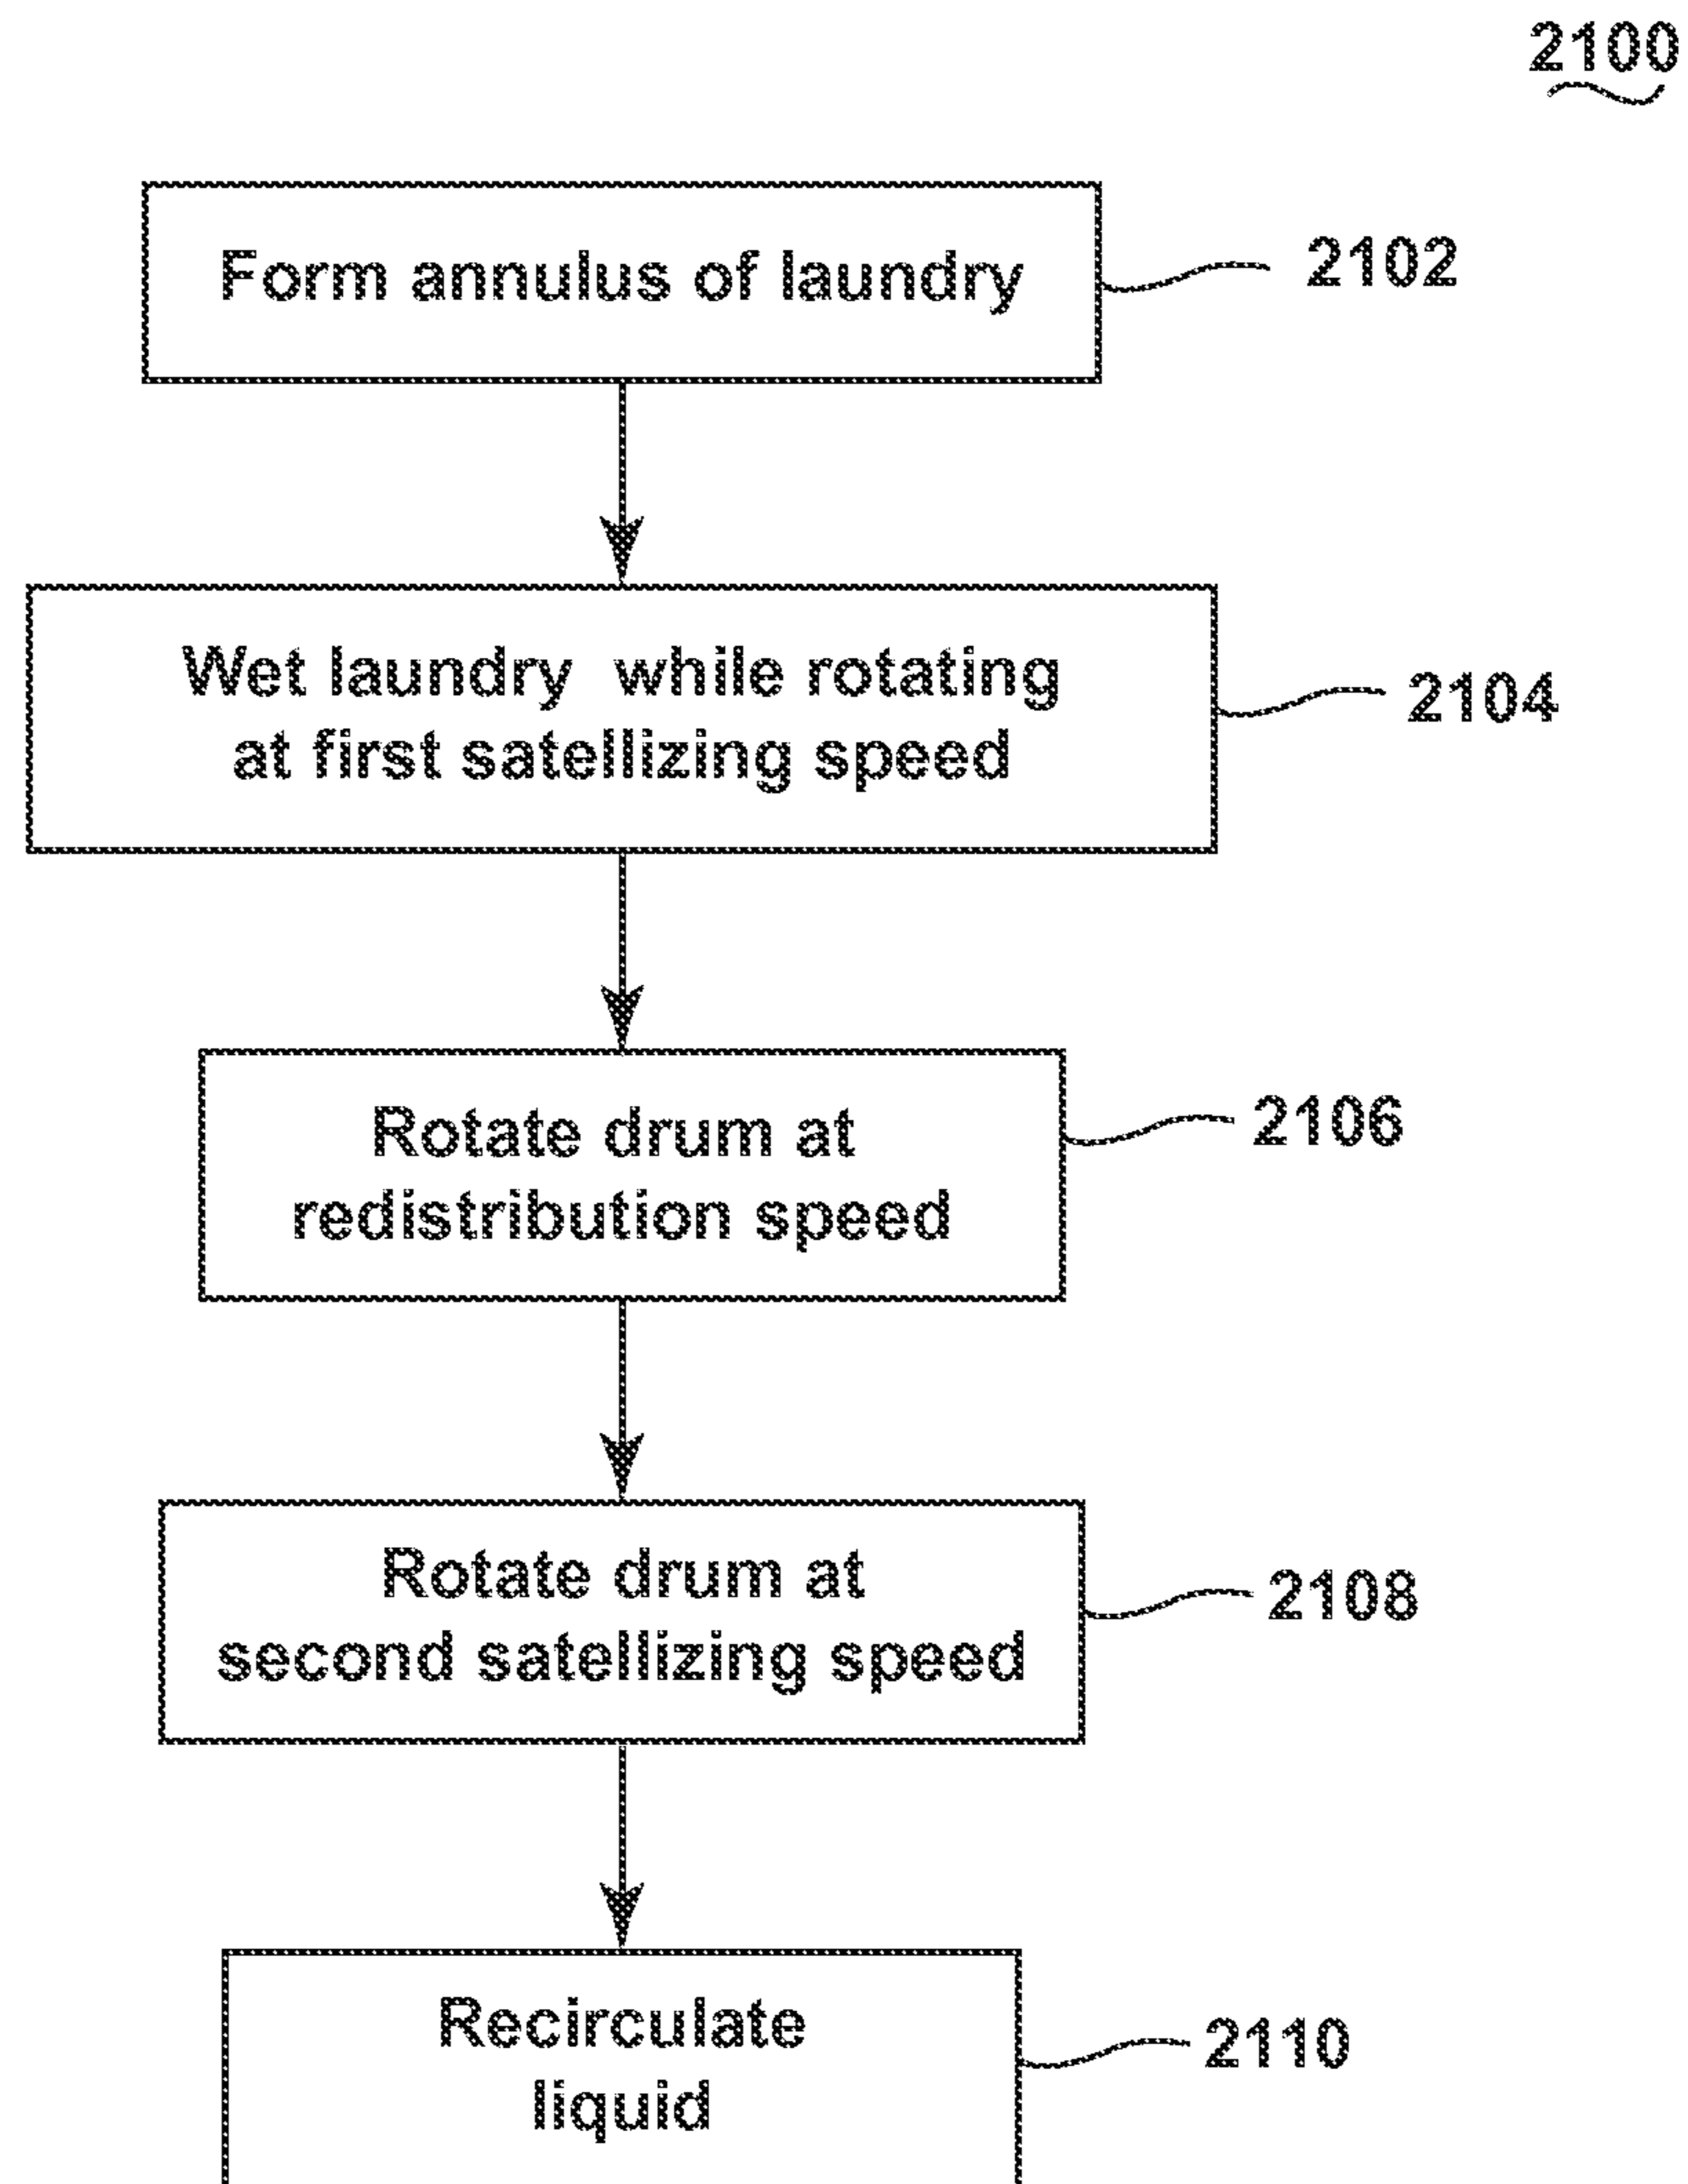 2100
Form annulus of laundry
2102
Wet laundry while rotating
at first satellizing speed
2104
Rotate drum at
redistribution speed
2106
Rotate drum at
second satellizing speed
2108
Recirculate
liquid
2110